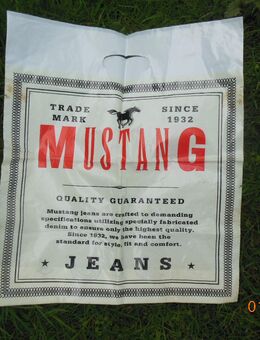 TRADE MARK
SINCE 1932
MUSTANG
QUALITY GUARANTEED
Mustang jeans are crafted to demanding
specifications utilizing specially fabricated
denim to ensure only the highest quality.
Since 1932, we have been the
standard for style, fit and comfort.
★ JEANS ★